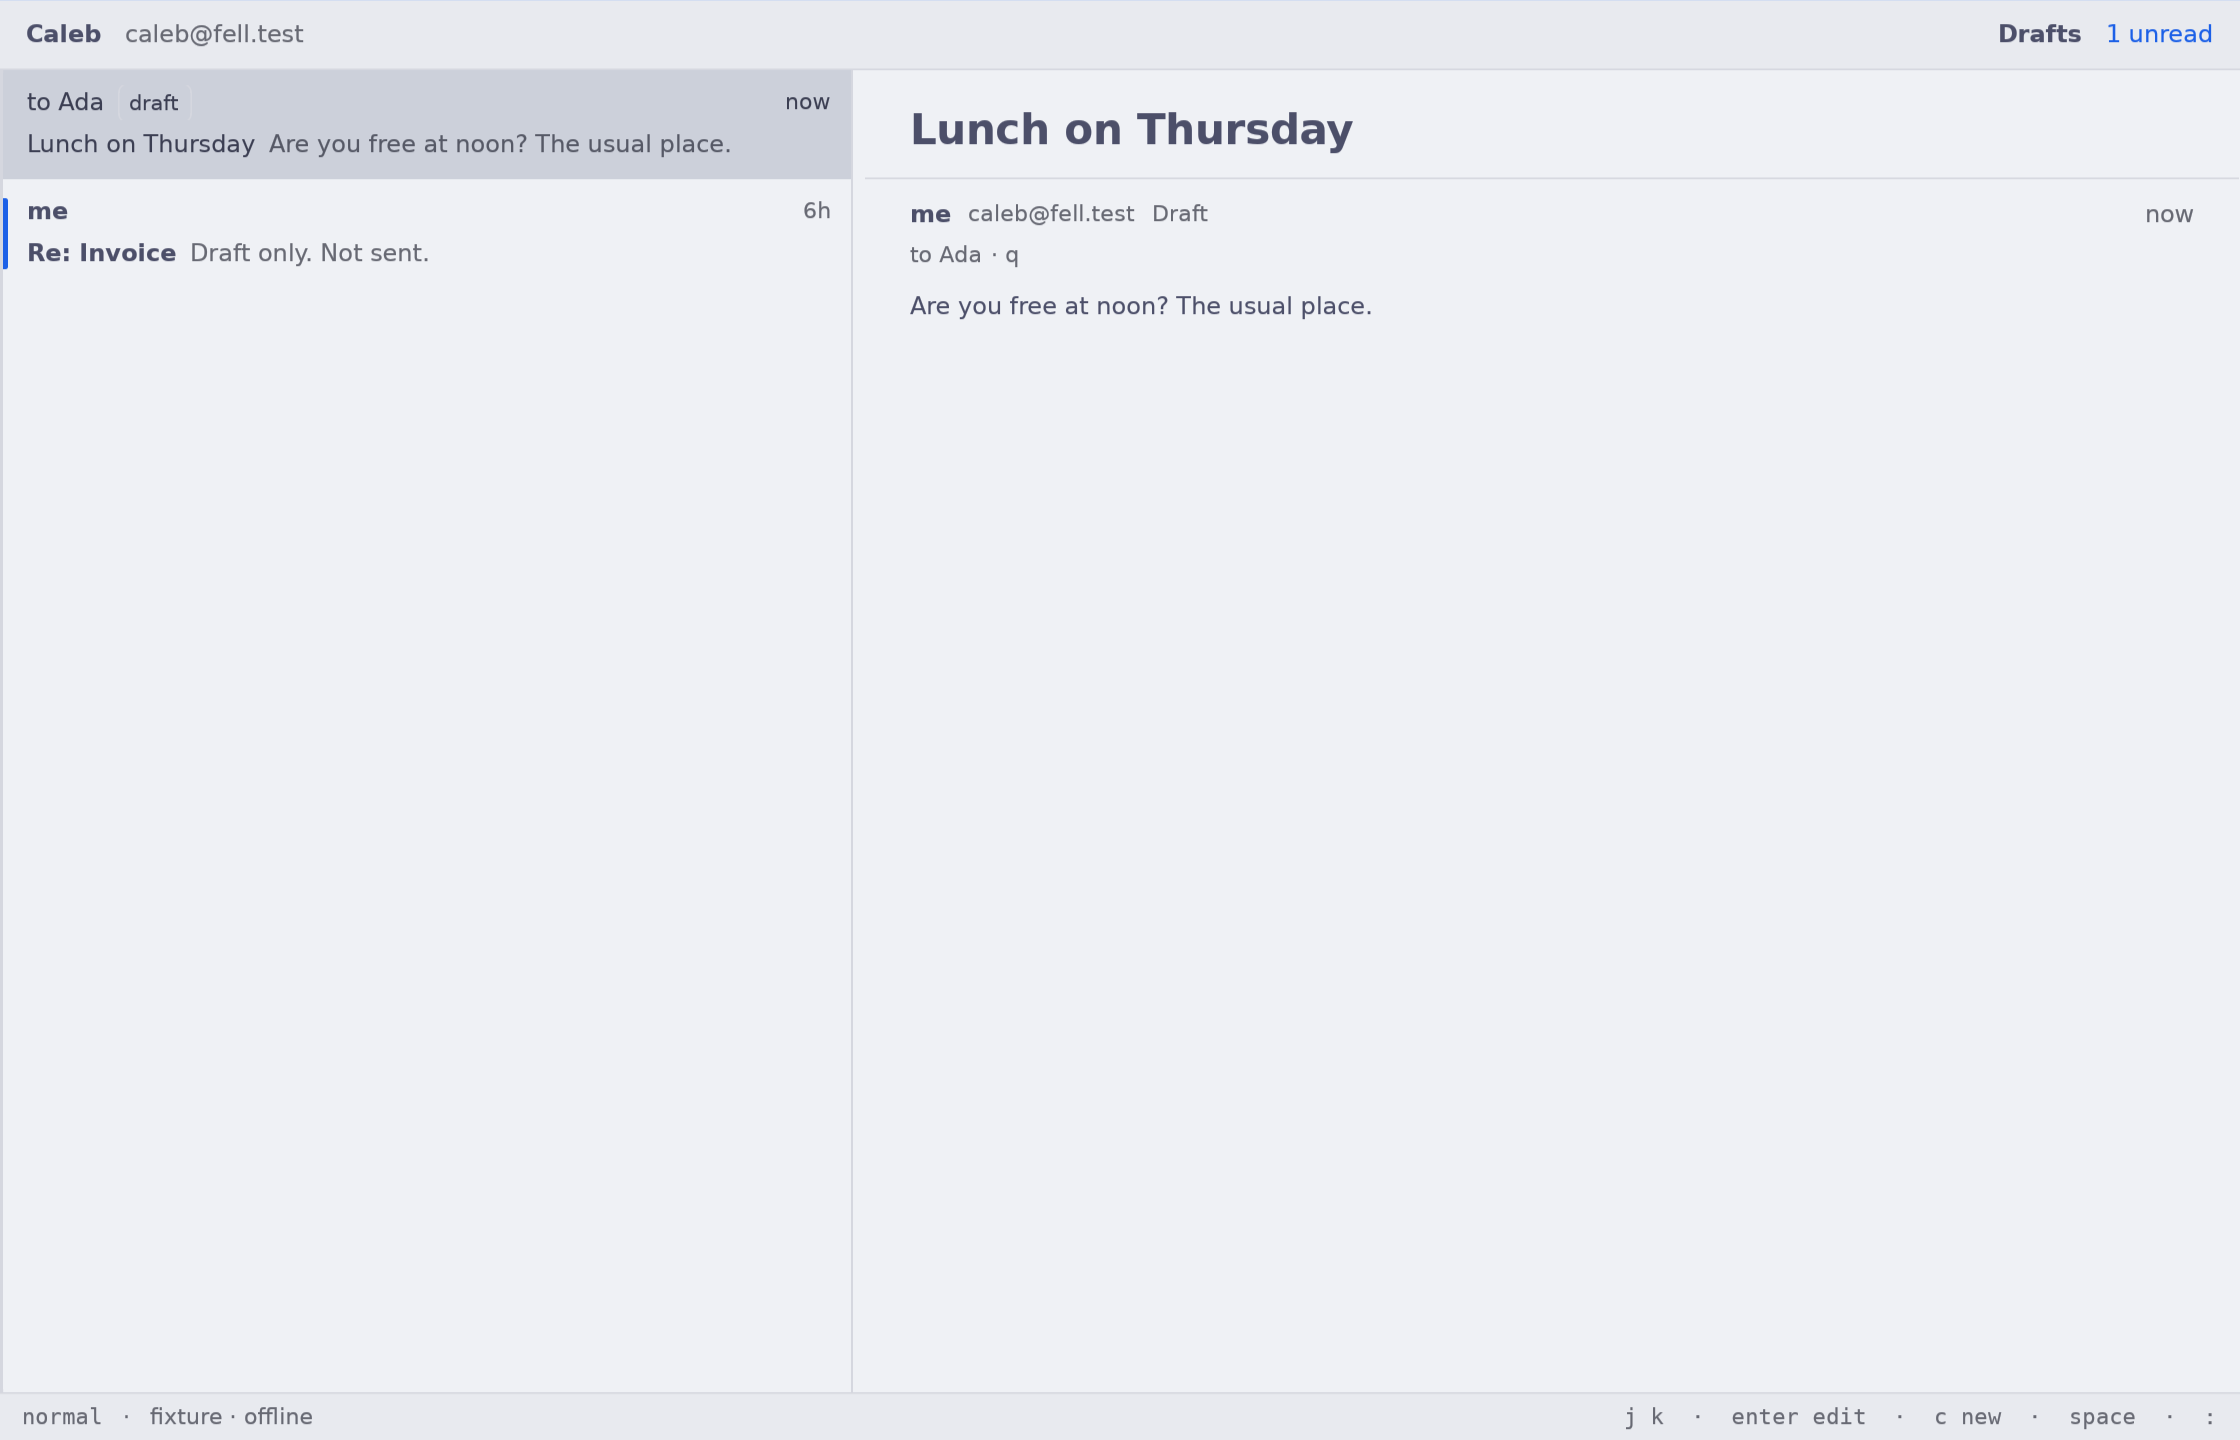 Caleb caleb@fell.test
Drafts 1 unread
to Ada draft now
Lunch on Thursday Are you free at noon? The usual place.
me 6h
Re: Invoice Draft only. Not sent.
Lunch on Thursday
me caleb@fell.test Draft now
to Ada · q
Are you free at noon? The usual place.
normal · fixture · offline
j k · enter edit · c new · space · :